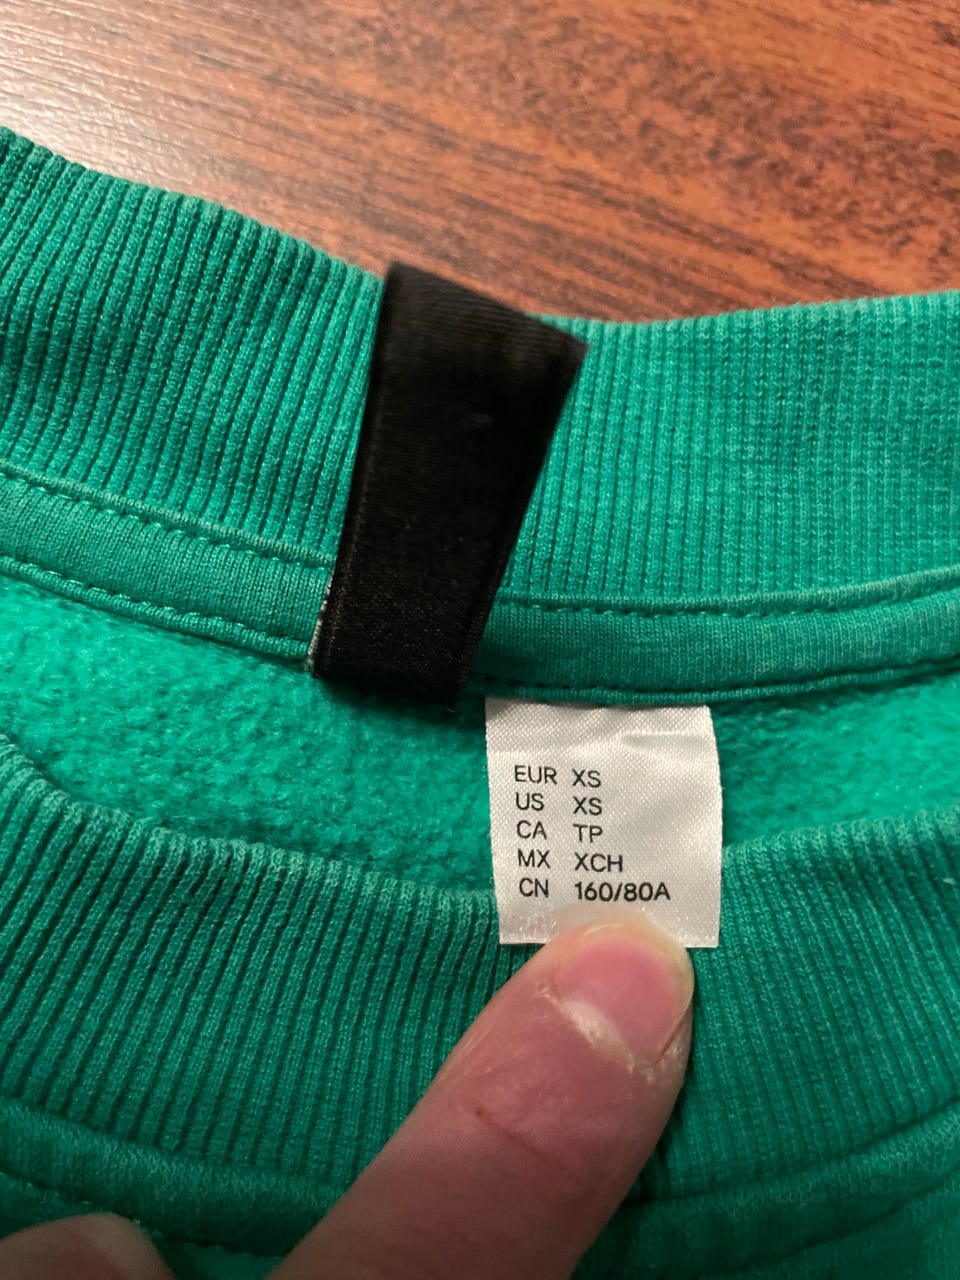 EUR XS
US XS
CA TP
MX XCH
CN 160/80A